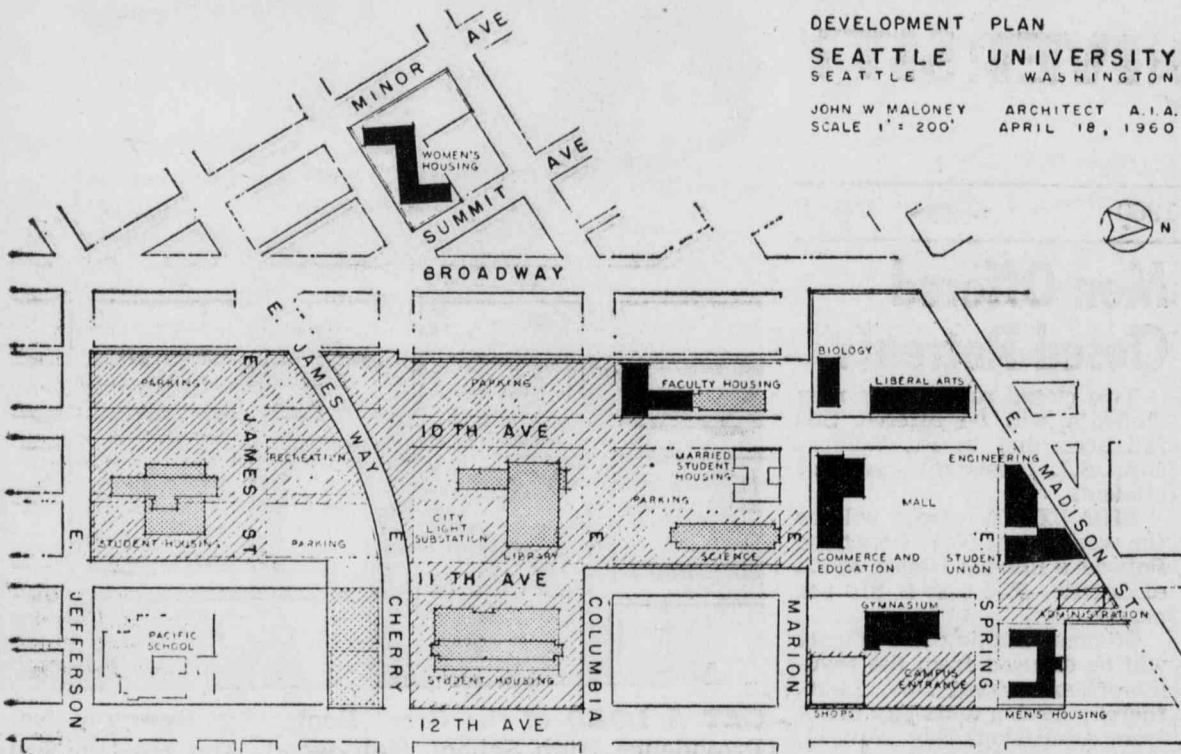 DEVELOPMENT PLAN
SEATTLE UNIVERSITY
SEATTLE WASHINGTON
JOHN W MALONEY ARCHITECT A.I.A.
SCALE 1" = 200' APRIL 18, 1960
MINOR AVE
WOMEN'S
HOUSING
SUMMIT AVE
N
BROADWAY
E. JAMES WAY
BIOLOGY
LIBERAL ARTS
PARKING
PARKING
FACULTY HOUSING
E. JAMES ST
10 TH AVE
E MADISON ST.
RECREATION
MARRIED
STUDENT
HOUSING
ENGINEERING
PARKING
MALL
CITY
LIGHT
SUBSTATION
STUDENT HOUSING
PARKING
LIBRARY
SCIENCE
COMMERCE AND
EDUCATION
STUDENT
UNION
11 TH AVE
E JEFFERSON
E CHERRY
E COLUMBIA
E MARION
E SPRING
PACIFIC
SCHOOL
GYMNASIUM
ADMINISTRATION
STUDENT HOUSING
CAMPUS
ENTRANCE
SHOPS
MEN'S HOUSING
12 TH AVE